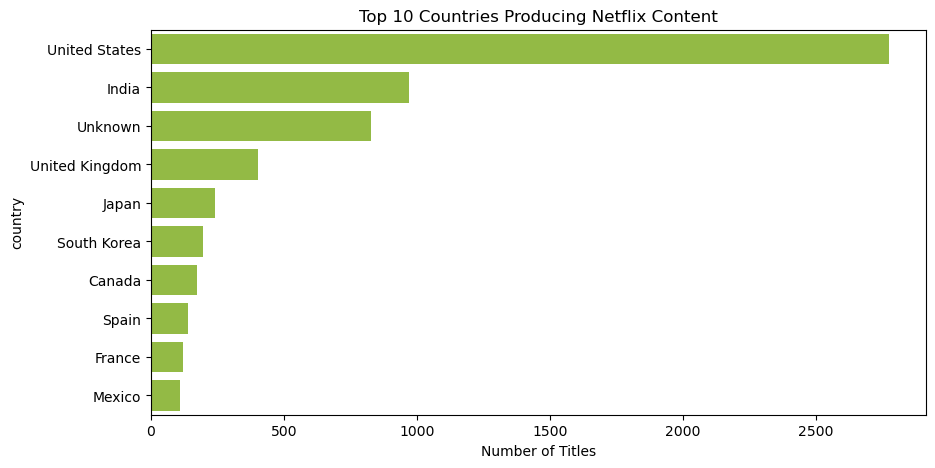 Top 10 Countries Producing Netflix Content
United States
India
Unknown
United Kingdom
Japan
South Korea
Canada
Spain
France
Mexico
country
0 500 1000 1500 2000 2500
Number of Titles